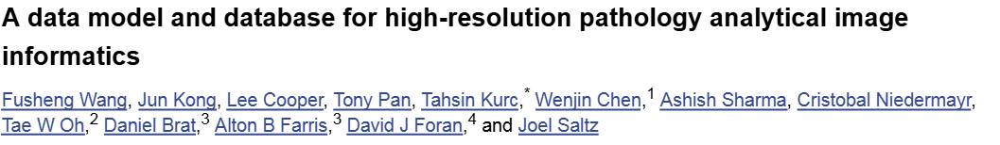 A data model and database for high-resolution pathology analytical image
informatics
Fusheng Wang, Jun Kong, Lee Cooper, Tony Pan, Tahsin Kurc,* Wenjin Chen,1 Ashish Sharma, Cristobal Niedermayr,
Tae W Oh,2 Daniel Brat,3 Alton B Farris,3 David J Foran,4 and Joel Saltz